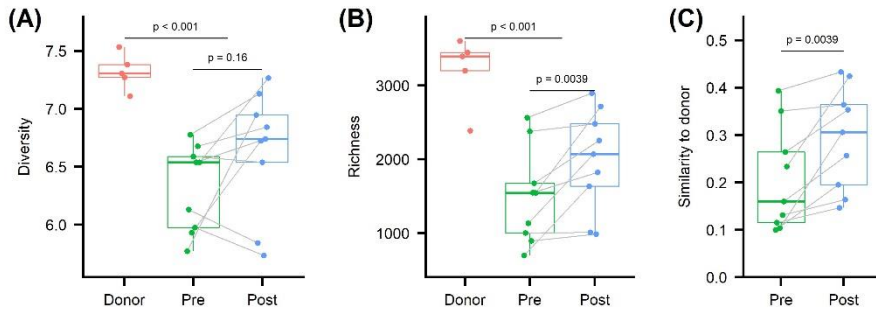 (A)
p < 0.001
p = 0.16
Diversity
7.5
7.0
6.5
6.0
Donor Pre Post
(B)
p < 0.001
p = 0.0039
Richness
3000
2000
1000
Donor Pre Post
(C)
p = 0.0039
Similarity to donor
0.5
0.4
0.3
0.2
0.1
0.0
Pre Post